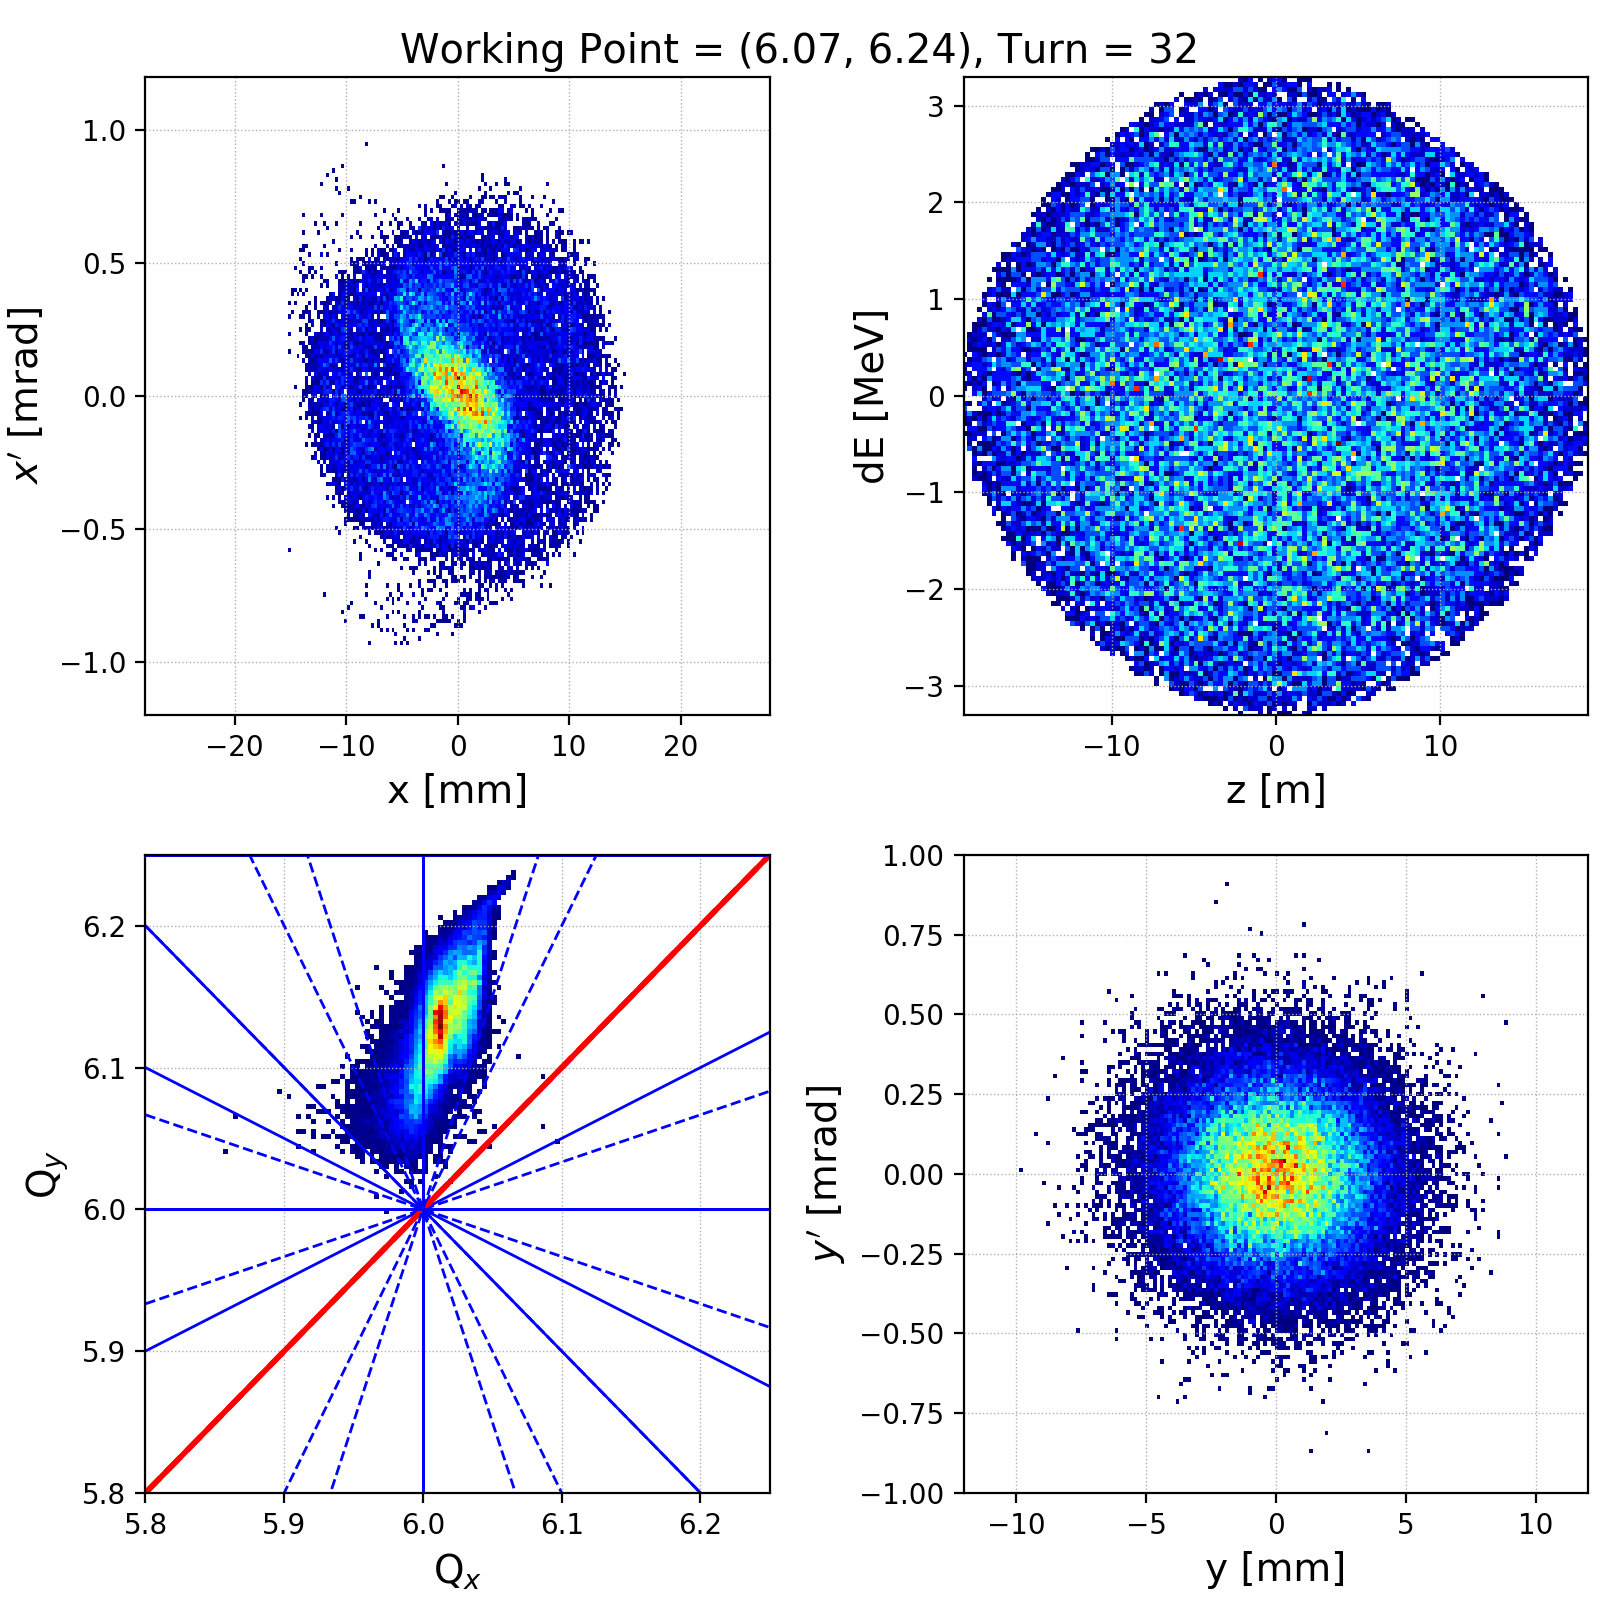 Working Point = (6.07, 6.24), Turn = 32
1.0
0.5
0.0
−0.5
−1.0
x′ [mrad]
−20 −10 0 10 20
x [mm]
3
2
1
0
−1
−2
−3
dE [MeV]
−10 0 10
z [m]
6.2
6.1
6.0
5.9
5.8
Qy
5.8 5.9 6.0 6.1 6.2
Qx
1.00
0.75
0.50
0.25
0.00
−0.25
−0.50
−0.75
−1.00
y′ [mrad]
−10 −5 0 5 10
y [mm]